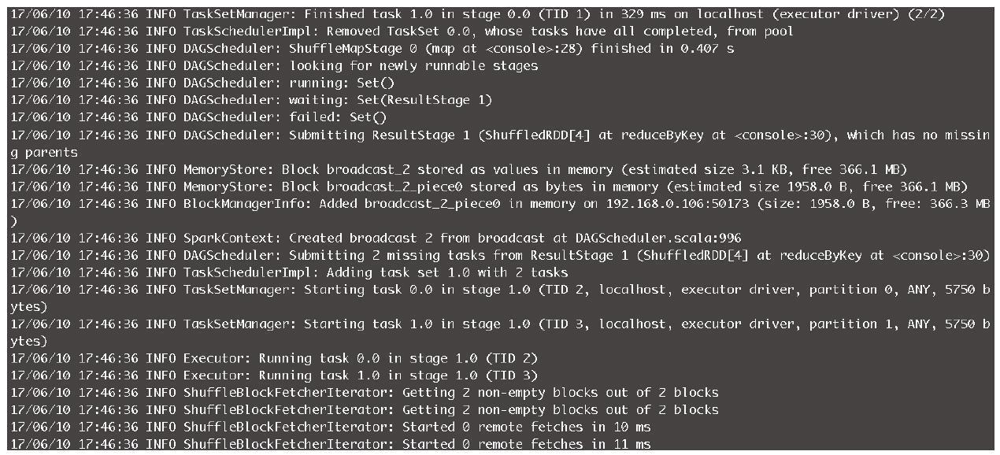 17/06/10 17:46:36 INFO TaskSetManager: Finished task 1.0 in stage 0.0 (TID 1) in 329 ms on localhost (executor driver) (2/2)
17/06/10 17:46:36 INFO TaskSchedulerImpl: Removed TaskSet 0.0, whose tasks have all completed, from pool
17/06/10 17:46:36 INFO DAGScheduler: ShuffleMapStage 0 (map at <console>:28) finished in 0.407 s
17/06/10 17:46:36 INFO DAGScheduler: looking for newly runnable stages
17/06/10 17:46:36 INFO DAGScheduler: running: Set()
17/06/10 17:46:36 INFO DAGScheduler: waiting: Set(ResultStage 1)
17/06/10 17:46:36 INFO DAGScheduler: failed: Set()
17/06/10 17:46:36 INFO DAGScheduler: Submitting ResultStage 1 (ShuffledRDD[4] at reduceByKey at <console>:30), which has no missin
g parents
17/06/10 17:46:36 INFO MemoryStore: Block broadcast_2 stored as values in memory (estimated size 3.1 KB, free 366.1 MB)
17/06/10 17:46:36 INFO MemoryStore: Block broadcast_2_piece0 stored as bytes in memory (estimated size 1958.0 B, free 366.1 MB)
17/06/10 17:46:36 INFO BlockManagerInfo: Added broadcast_2_piece0 in memory on 192.168.0.106:50173 (size: 1958.0 B, free: 366.3 MB
)
17/06/10 17:46:36 INFO SparkContext: Created broadcast 2 from broadcast at DAGScheduler.scala:996
17/06/10 17:46:36 INFO DAGScheduler: Submitting 2 missing tasks from ResultStage 1 (ShuffledRDD[4] at reduceByKey at <console>:30)
17/06/10 17:46:36 INFO TaskSchedulerImpl: Adding task set 1.0 with 2 tasks
17/06/10 17:46:36 INFO TaskSetManager: Starting task 0.0 in stage 1.0 (TID 2, localhost, executor driver, partition 0, ANY, 5750 b
ytes)
17/06/10 17:46:36 INFO TaskSetManager: Starting task 1.0 in stage 1.0 (TID 3, localhost, executor driver, partition 1, ANY, 5750 b
ytes)
17/06/10 17:46:36 INFO Executor: Running task 0.0 in stage 1.0 (TID 2)
17/06/10 17:46:36 INFO Executor: Running task 1.0 in stage 1.0 (TID 3)
17/06/10 17:46:36 INFO ShuffleBlockFetcherIterator: Getting 2 non-empty blocks out of 2 blocks
17/06/10 17:46:36 INFO ShuffleBlockFetcherIterator: Getting 2 non-empty blocks out of 2 blocks
17/06/10 17:46:36 INFO ShuffleBlockFetcherIterator: Started 0 remote fetches in 10 ms
17/06/10 17:46:36 INFO ShuffleBlockFetcherIterator: Started 0 remote fetches in 11 ms